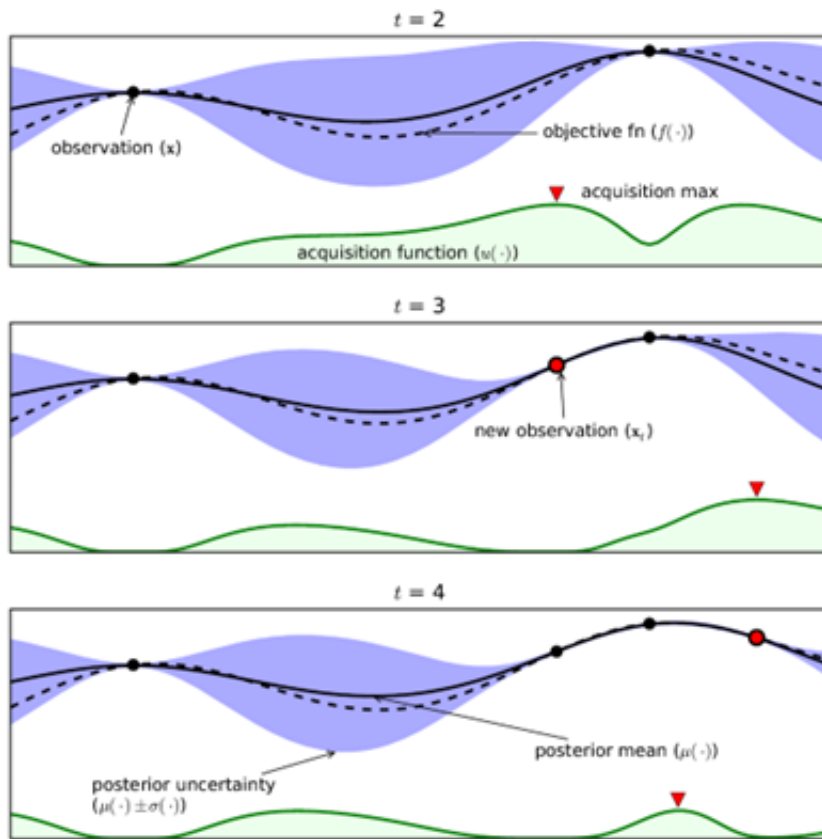 t = 2
observation (x)
objective fn (f(·))
acquisition max
acquisition function (u(·))
t = 3
new observation (xₜ)
t = 4
posterior mean (μ(·))
posterior uncertainty
(μ(·) ±σ(·))